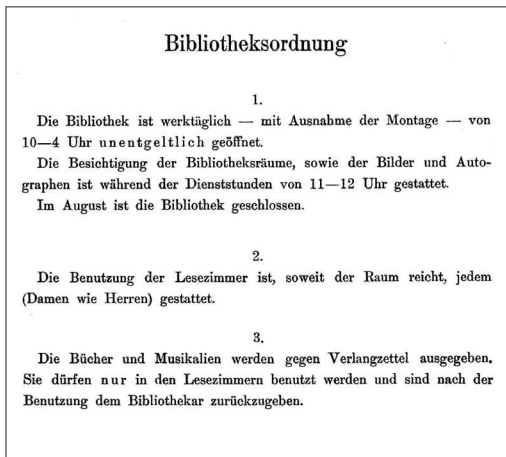 Bibliotheksordnung
1.
Die Bibliothek ist werktäglich — mit Ausnahme der Montage — von
10—4 Uhr unentgeltlich geöffnet.
Die Besichtigung der Bibliotheksräume, sowie der Bilder und Auto-
graphen ist während der Dienststunden von 11—12 Uhr gestattet.
Im August ist die Bibliothek geschlossen.
2.
Die Benutzung der Lesezimmer ist, soweit der Raum reicht, jedem
(Damen wie Herren) gestattet.
3.
Die Bücher und Musikalien werden gegen Verlangzettel ausgegeben.
Sie dürfen nur in den Lesezimmern benutzt werden und sind nach der
Benutzung dem Bibliothekar zurückzugeben.